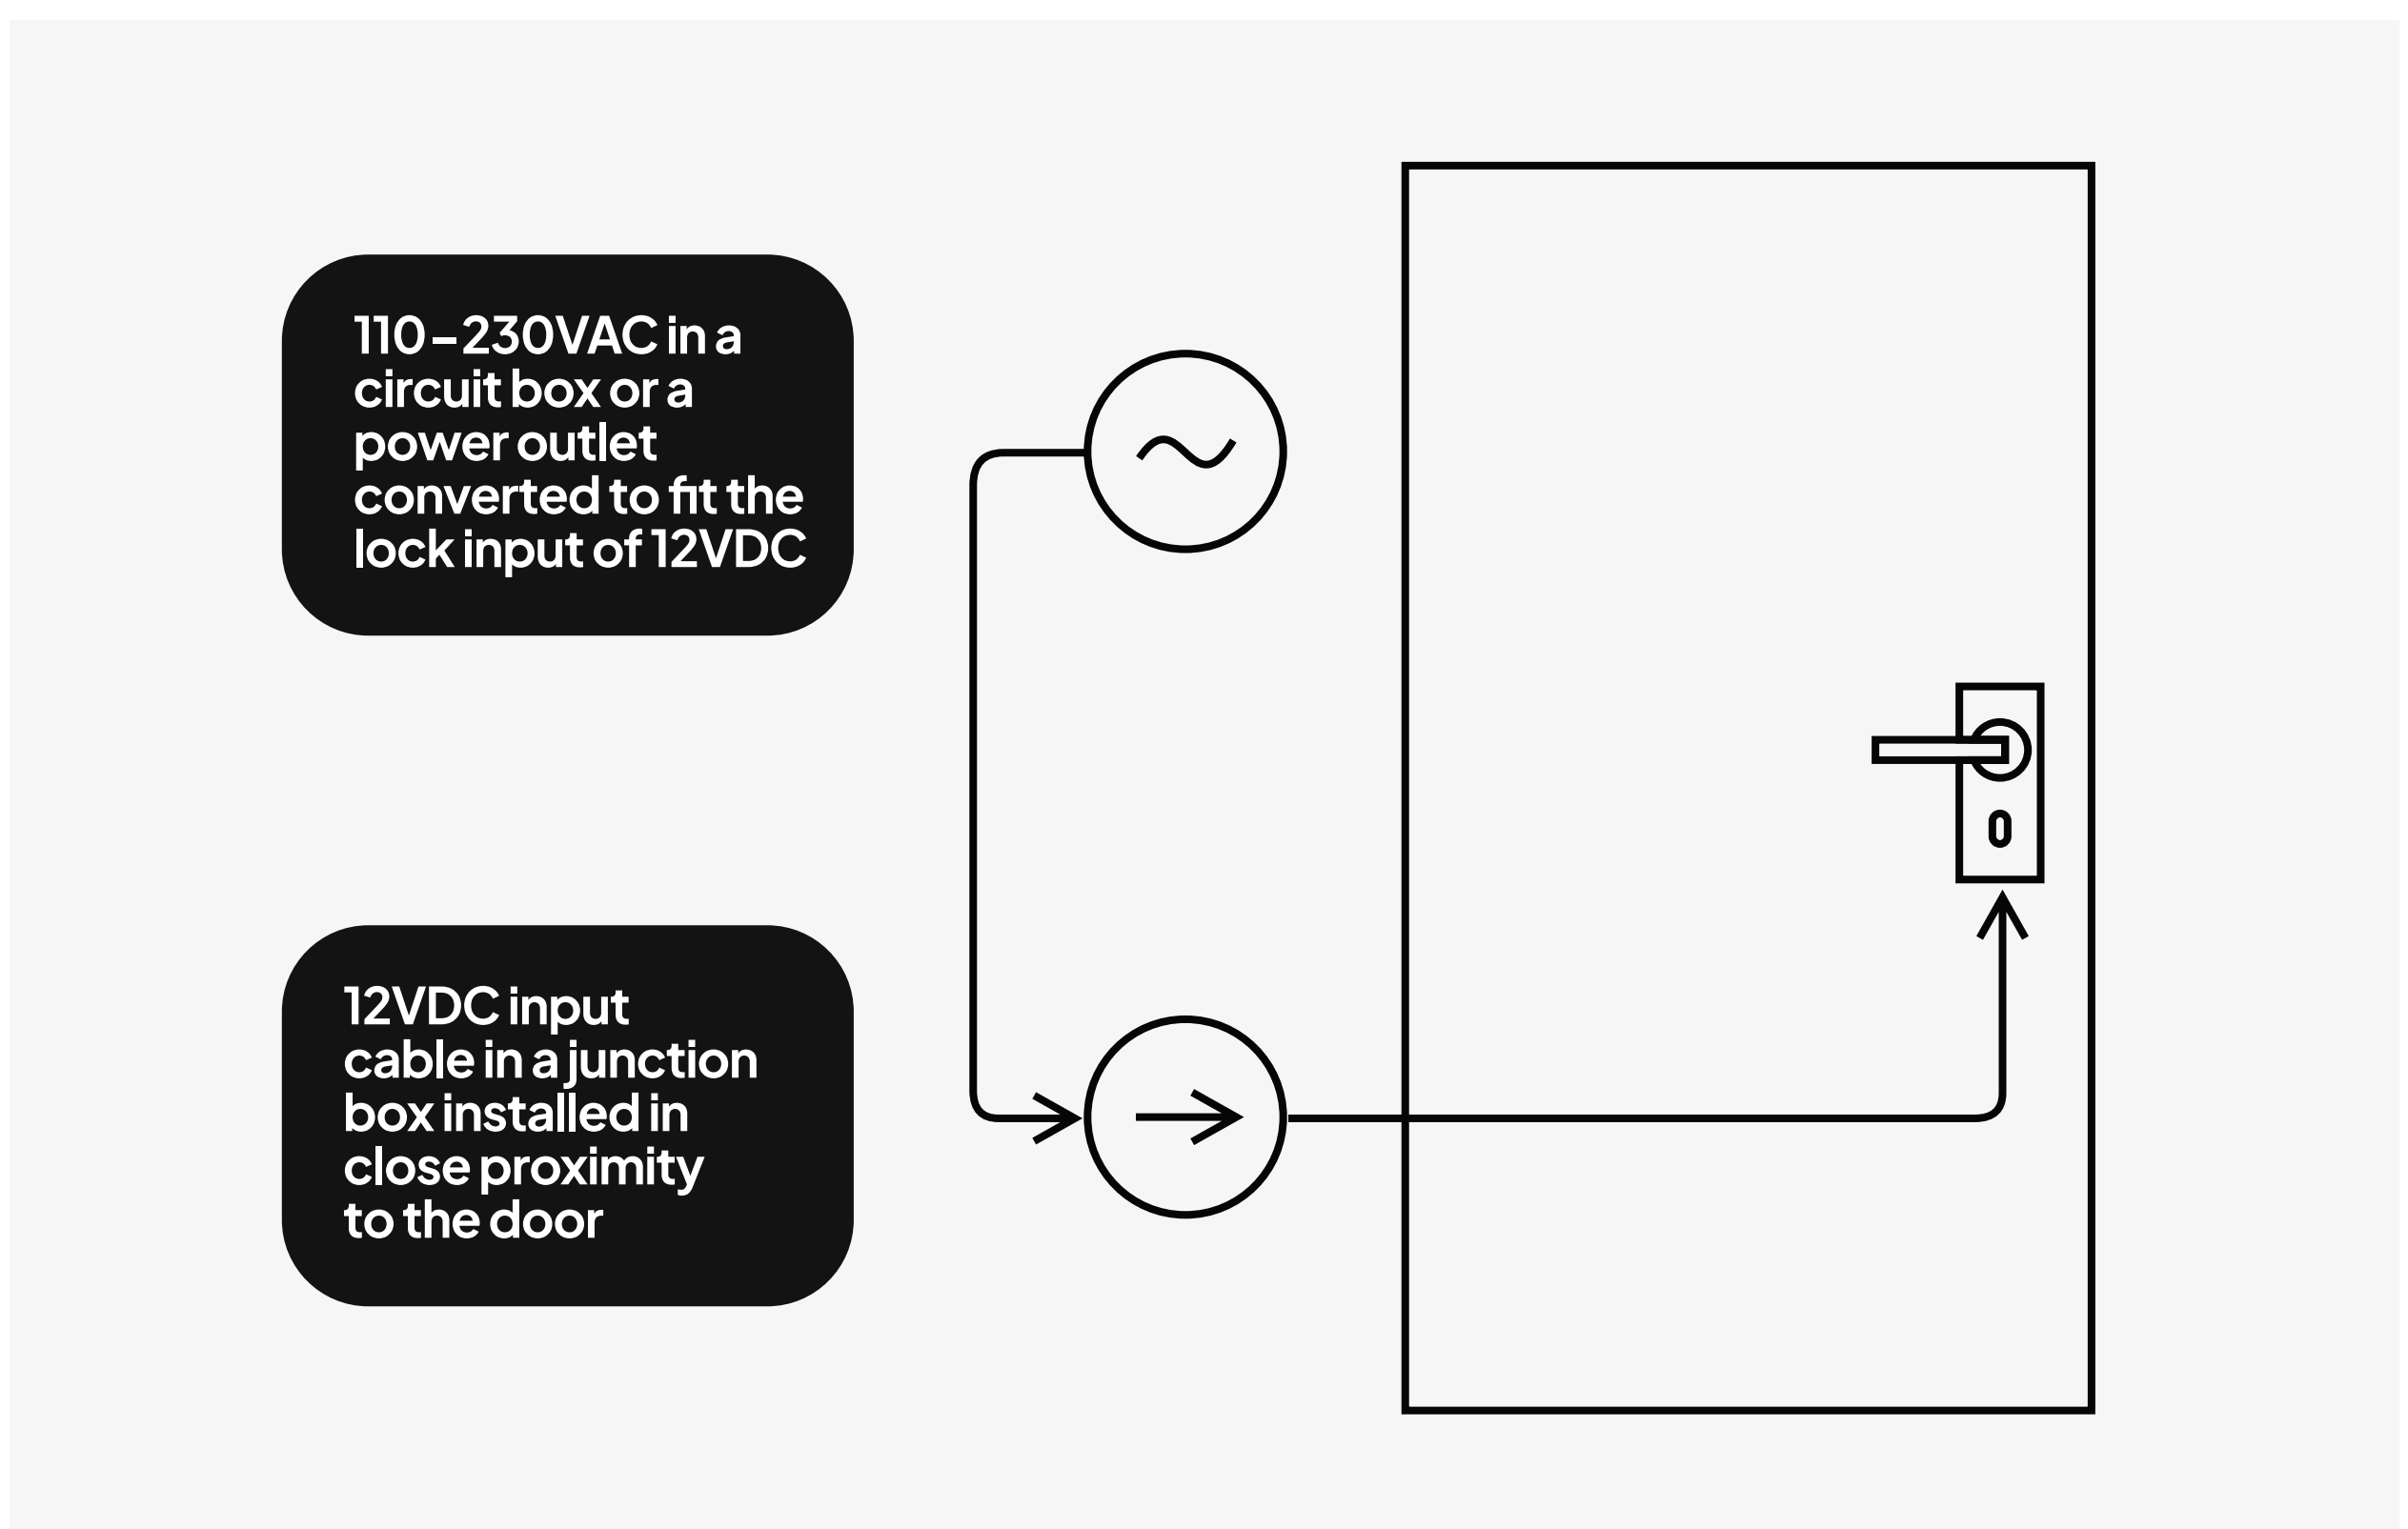 110–230VAC in a
circuit box or a
power outlet
converted to fit the
lock input of 12VDC
12VDC input
cable in a junction
box installed in
close proximity
to the door